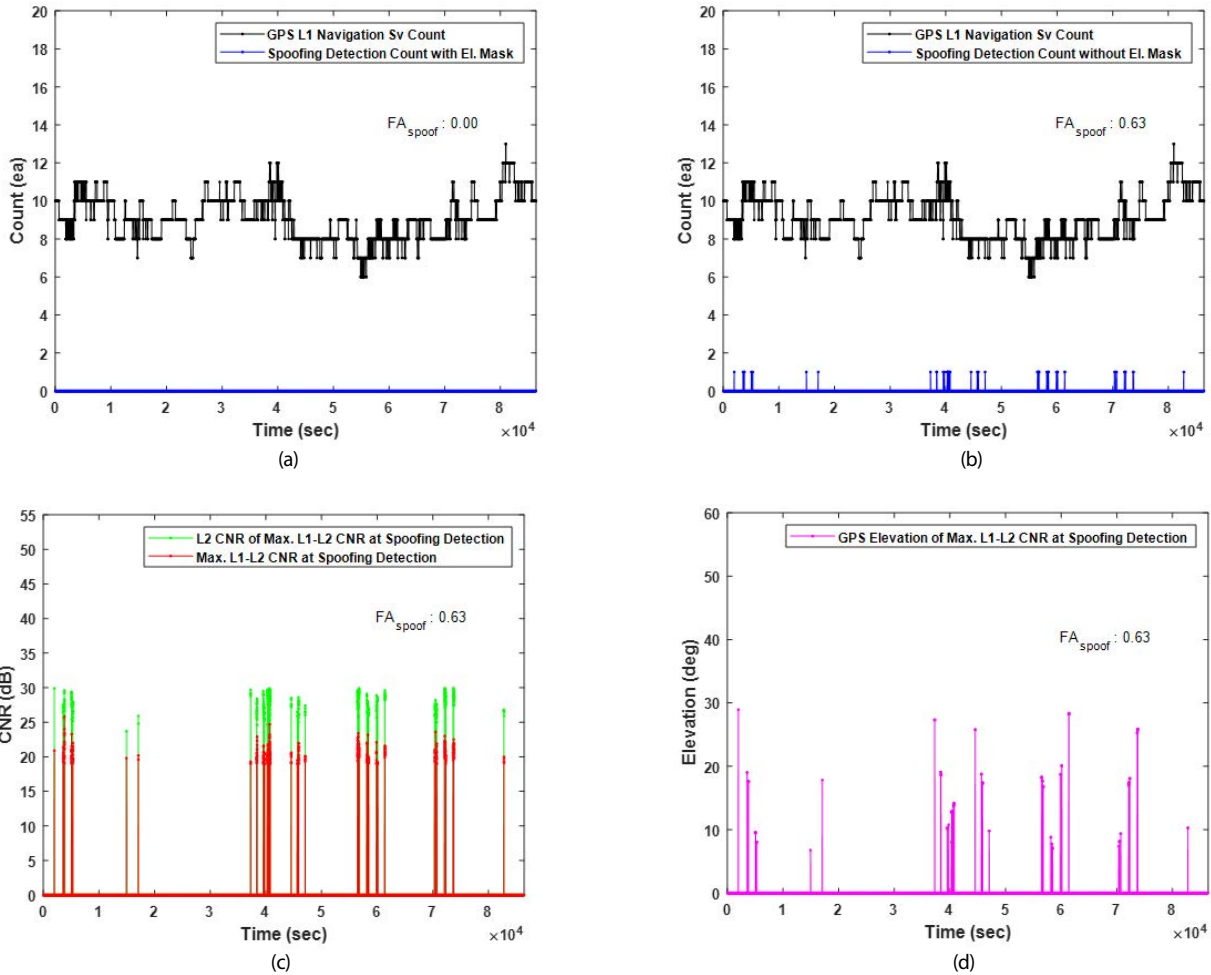 GPS L1 Navigation Sv Count
Spoofing Detection Count with El. Mask
FA_spoof : 0.00
Count (ea)
20
18
16
14
12
10
8
6
4
2
0
0 1 2 3 4 5 6 7 8
Time (sec)
×10^4
(a)
GPS L1 Navigation Sv Count
Spoofing Detection Count without El. Mask
FA_spoof : 0.63
Count (ea)
20
18
16
14
12
10
8
6
4
2
0
0 1 2 3 4 5 6 7 8
Time (sec)
×10^4
(b)
L2 CNR of Max. L1-L2 CNR at Spoofing Detection
Max. L1-L2 CNR at Spoofing Detection
FA_spoof : 0.63
CNR (dB)
55
50
45
40
35
30
25
20
15
10
5
0
0 1 2 3 4 5 6 7 8
Time (sec)
×10^4
(c)
GPS Elevation of Max. L1-L2 CNR at Spoofing Detection
FA_spoof : 0.63
Elevation (deg)
60
50
40
30
20
10
0
0 1 2 3 4 5 6 7 8
Time (sec)
×10^4
(d)